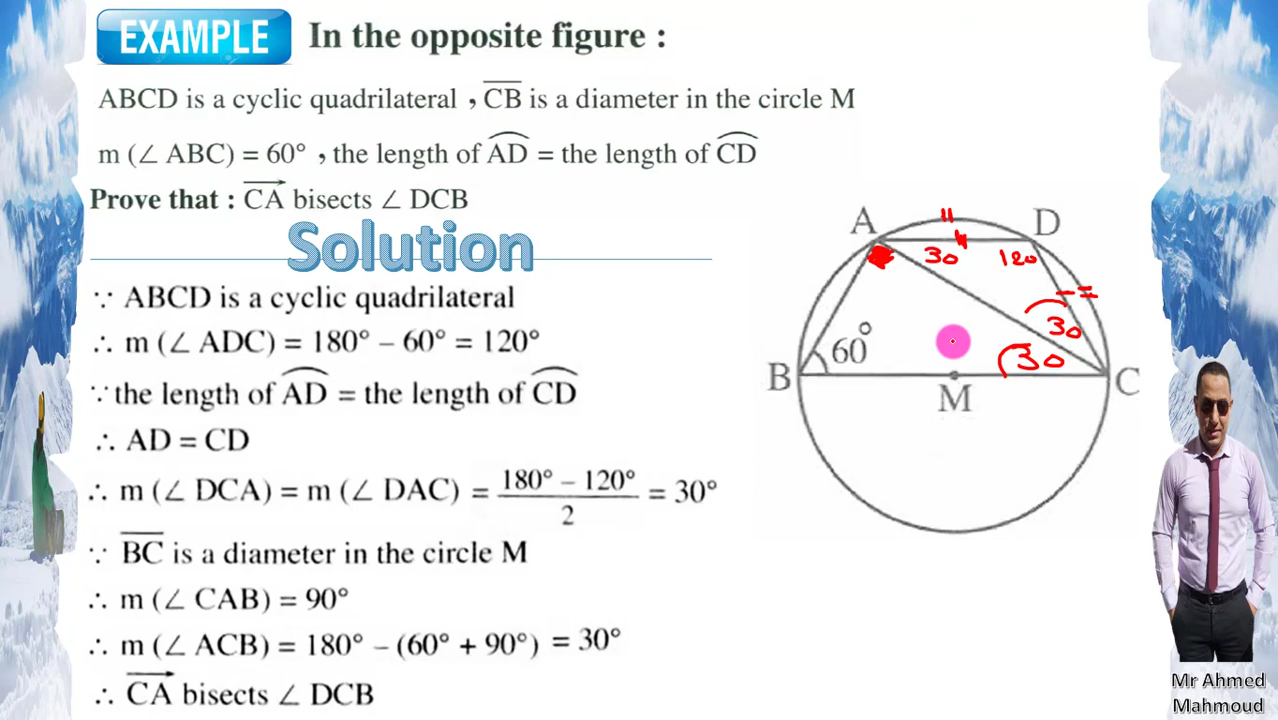 EXAMPLE In the opposite figure :
ABCD is a cyclic quadrilateral , CB is a diameter in the circle M
m (∠ ABC) = 60° , the length of AD = the length of CD
Prove that : CA bisects ∠ DCB
Solution
∵ ABCD is a cyclic quadrilateral
∴ m (∠ ADC) = 180° – 60° = 120°
∵ the length of AD = the length of CD
∴ AD = CD
∴ m (∠ DCA) = m (∠ DAC) = (180° – 120°) / 2 = 30°
∵ BC is a diameter in the circle M
∴ m (∠ CAB) = 90°
∴ m (∠ ACB) = 180° – (60° + 90°) = 30°
∴ CA bisects ∠ DCB
A D
30 120
30
60° 30
B M C
Mr Ahmed
Mahmoud